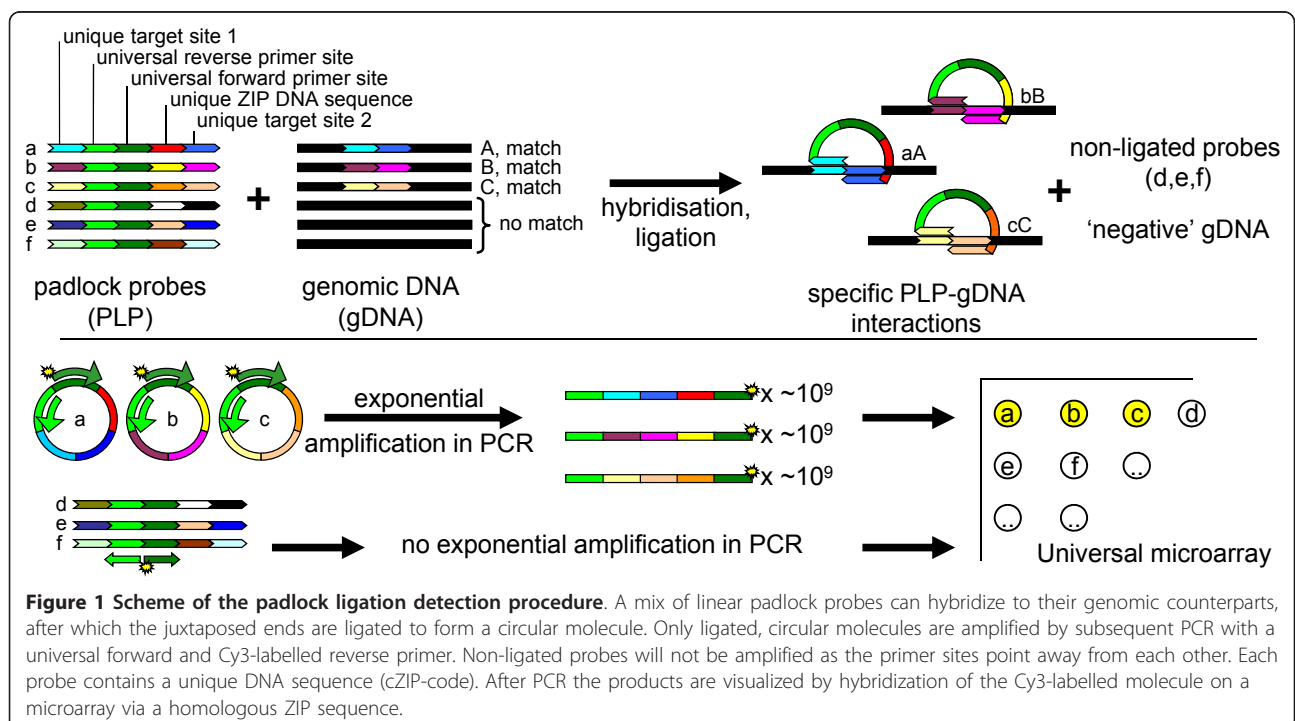 unique target site 1
universal reverse primer site
universal forward primer site
unique ZIP DNA sequence
unique target site 2
a
b
c
d
e
f
padlock probes
(PLP)
+
A, match
B, match
C, match
no match
genomic DNA
(gDNA)
hybridisation,
ligation
bB
aA
cC
specific PLP-gDNA
interactions
+
non-ligated probes
(d,e,f)
'negative' gDNA
a
b
c
exponential
amplification in PCR
x ~10⁹
x ~10⁹
x ~10⁹
d
e
f
no exponential amplification in PCR
a b c d
e f ..
.. ..
Universal microarray
Figure 1 Scheme of the padlock ligation detection procedure. A mix of linear padlock probes can hybridize to their genomic counterparts,
after which the juxtaposed ends are ligated to form a circular molecule. Only ligated, circular molecules are amplified by subsequent PCR with a
universal forward and Cy3-labelled reverse primer. Non-ligated probes will not be amplified as the primer sites point away from each other. Each
probe contains a unique DNA sequence (cZIP-code). After PCR the products are visualized by hybridization of the Cy3-labelled molecule on a
microarray via a homologous ZIP sequence.